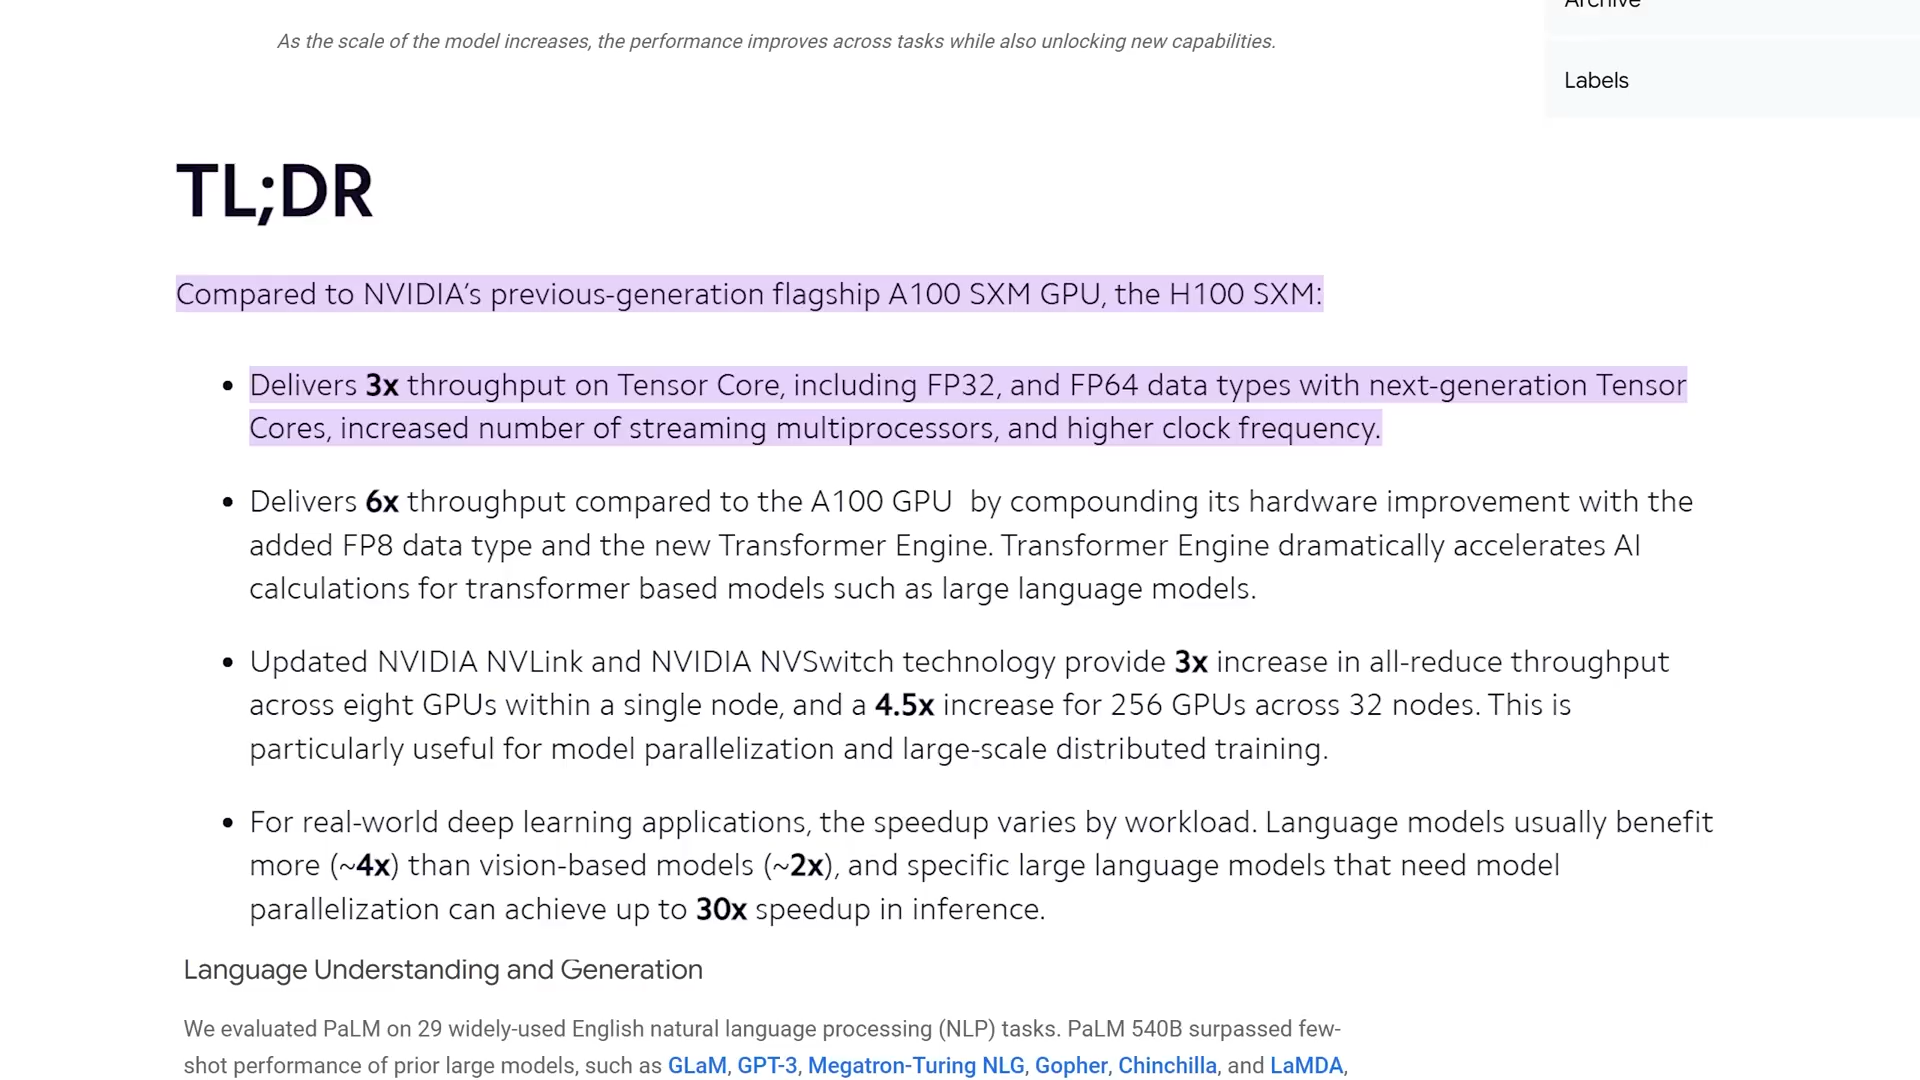 Archive
As the scale of the model increases, the performance improves across tasks while also unlocking new capabilities.
Labels
TL;DR
Compared to NVIDIA's previous-generation flagship A100 SXM GPU, the H100 SXM:
• Delivers 3x throughput on Tensor Core, including FP32, and FP64 data types with next-generation Tensor
Cores, increased number of streaming multiprocessors, and higher clock frequency.
• Delivers 6x throughput compared to the A100 GPU  by compounding its hardware improvement with the
added FP8 data type and the new Transformer Engine. Transformer Engine dramatically accelerates AI
calculations for transformer based models such as large language models.
• Updated NVIDIA NVLink and NVIDIA NVSwitch technology provide 3x increase in all-reduce throughput
across eight GPUs within a single node, and a 4.5x increase for 256 GPUs across 32 nodes. This is
particularly useful for model parallelization and large-scale distributed training.
• For real-world deep learning applications, the speedup varies by workload. Language models usually benefit
more (~4x) than vision-based models (~2x), and specific large language models that need model
parallelization can achieve up to 30x speedup in inference.
Language Understanding and Generation
We evaluated PaLM on 29 widely-used English natural language processing (NLP) tasks. PaLM 540B surpassed few-
shot performance of prior large models, such as GLaM, GPT-3, Megatron-Turing NLG, Gopher, Chinchilla, and LaMDA,